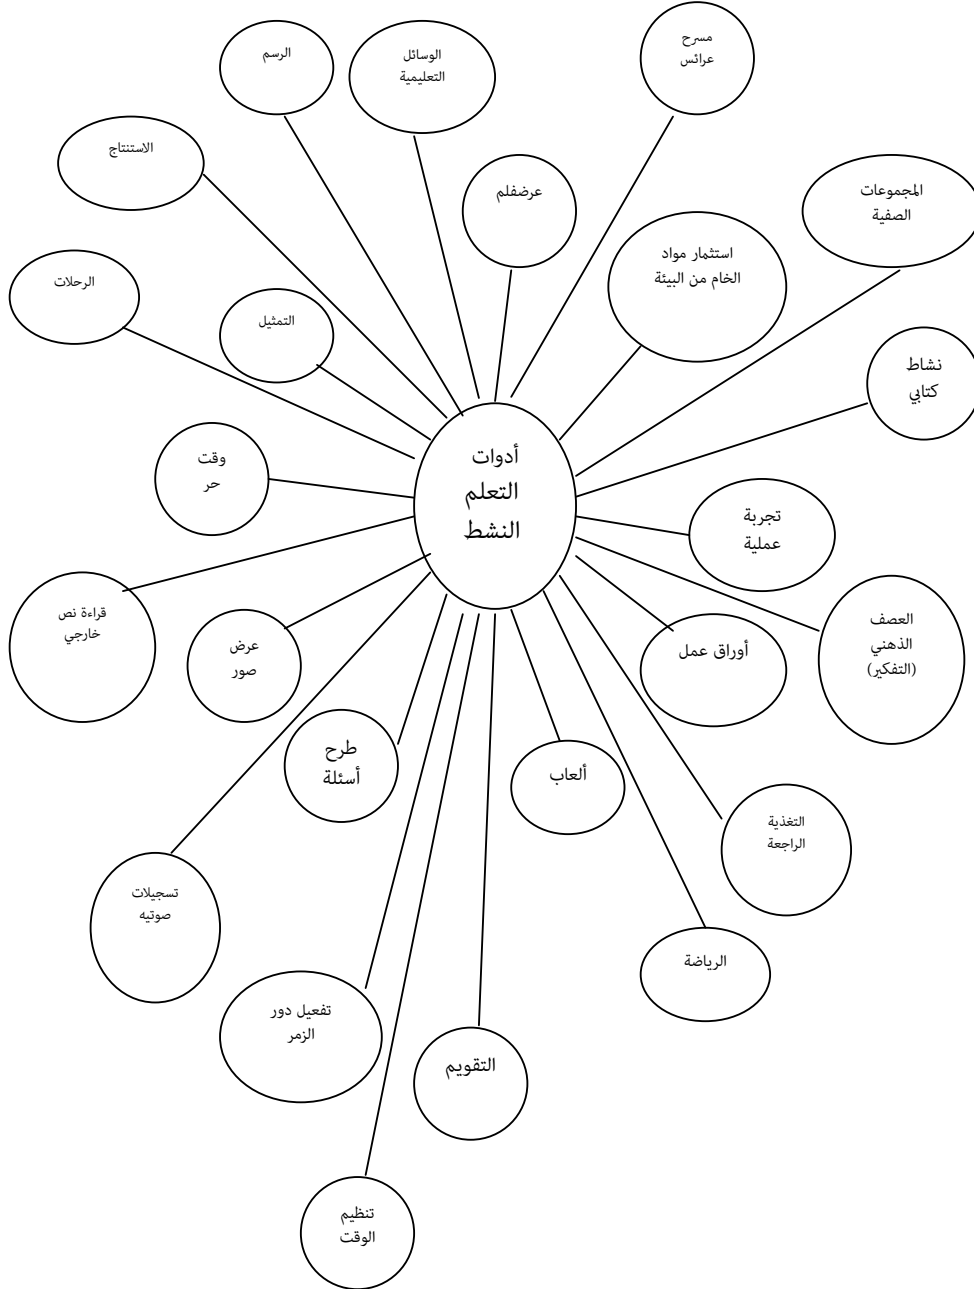 مسرح
عرائس
الوسائل
التعليمية
الرسم
الاستنتاج
عرضفلم
المجموعات
الصفية
استثمار مواد
الخام من البيئة
الرحلات
التمثيل
نشاط
كتابي
وقت
حر
أدوات
التعلم
النشط
تجربة
عملية
قراءة نص
خارجي
عرض
صور
أوراق عمل
العصف
الذهني
(التفكير)
طرح
أسئلة
ألعاب
التغذية
الراجعة
تسجيلات
صوتيه
الرياضة
تفعيل دور
الزمر
التقويم
تنظيم
الوقت